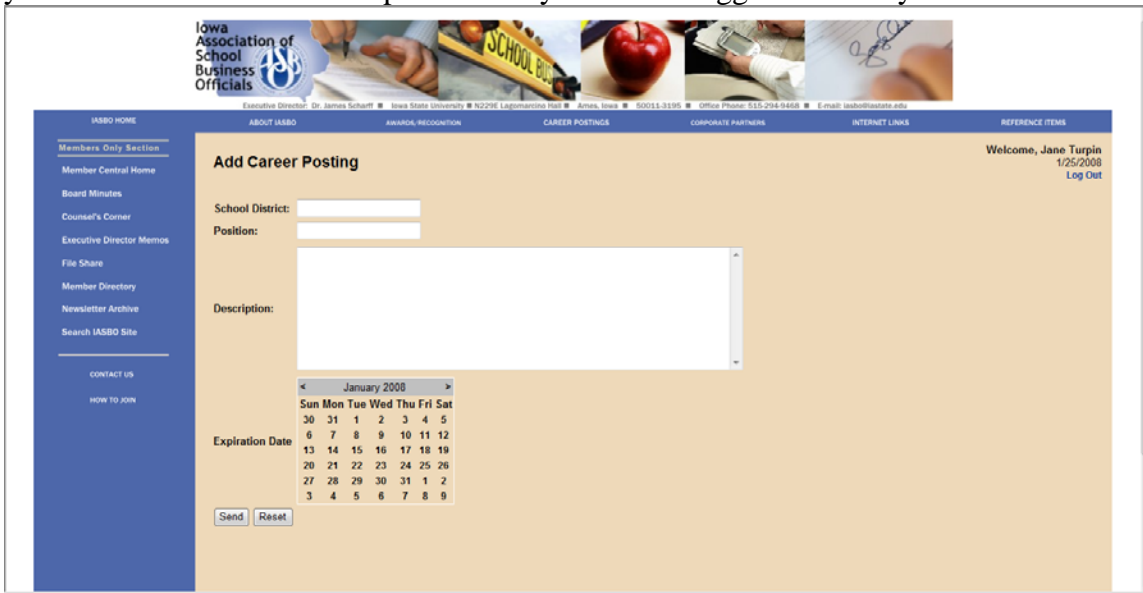 Iowa
Association of
School
Business
Officials
SCHOOL BUS
Executive Director: Dr. James Scharff ■ Iowa State University ■ N229E Lagomarcino Hall ■ Ames, Iowa ■ 50011-3195 ■ Office Phone: 515-294-9468 ■ E-mail: iasbo@iastate.edu
IASBO HOME ABOUT IASBO AWARDS/RECOGNITION CAREER POSTINGS CORPORATE PARTNERS INTERNET LINKS REFERENCE ITEMS
Members Only Section
Member Central Home
Board Minutes
Counsel's Corner
Executive Director Memos
File Share
Member Directory
Newsletter Archive
Search IASBO Site
CONTACT US
HOW TO JOIN
Welcome, Jane Turpin
1/25/2008
Log Out
Add Career Posting
School District:
Position:
Description:
Expiration Date
< January 2008 >
Sun Mon Tue Wed Thu Fri Sat
30 31 1 2 3 4 5
6 7 8 9 10 11 12
13 14 15 16 17 18 19
20 21 22 23 24 25 26
27 28 29 30 31 1 2
3 4 5 6 7 8 9
Send Reset